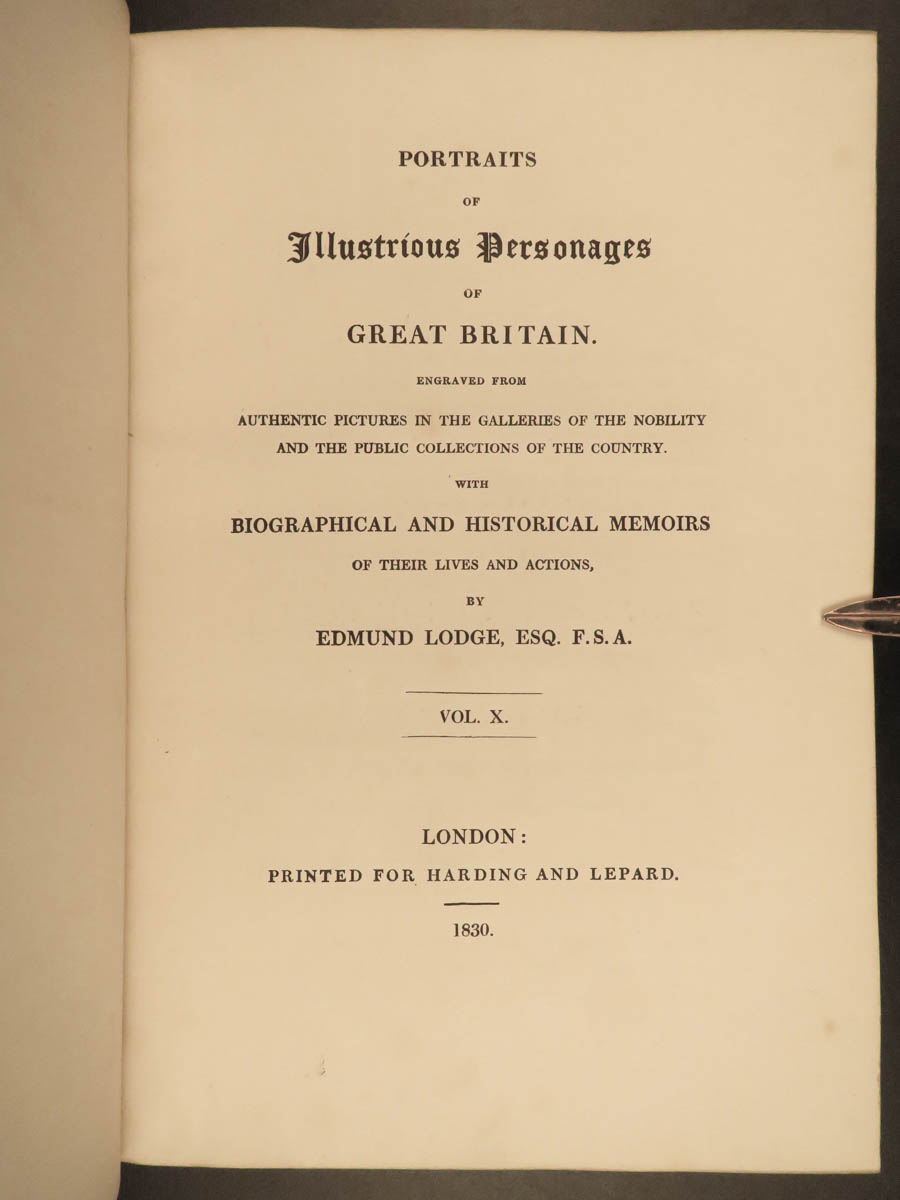 PORTRAITS
OF
Illustrious Personages
OF
GREAT BRITAIN.
ENGRAVED FROM
AUTHENTIC PICTURES IN THE GALLERIES OF THE NOBILITY
AND THE PUBLIC COLLECTIONS OF THE COUNTRY.
WITH
BIOGRAPHICAL AND HISTORICAL MEMOIRS
OF THEIR LIVES AND ACTIONS,
BY
EDMUND LODGE, ESQ. F.S.A.
VOL. X.
LONDON:
PRINTED FOR HARDING AND LEPARD.
1830.